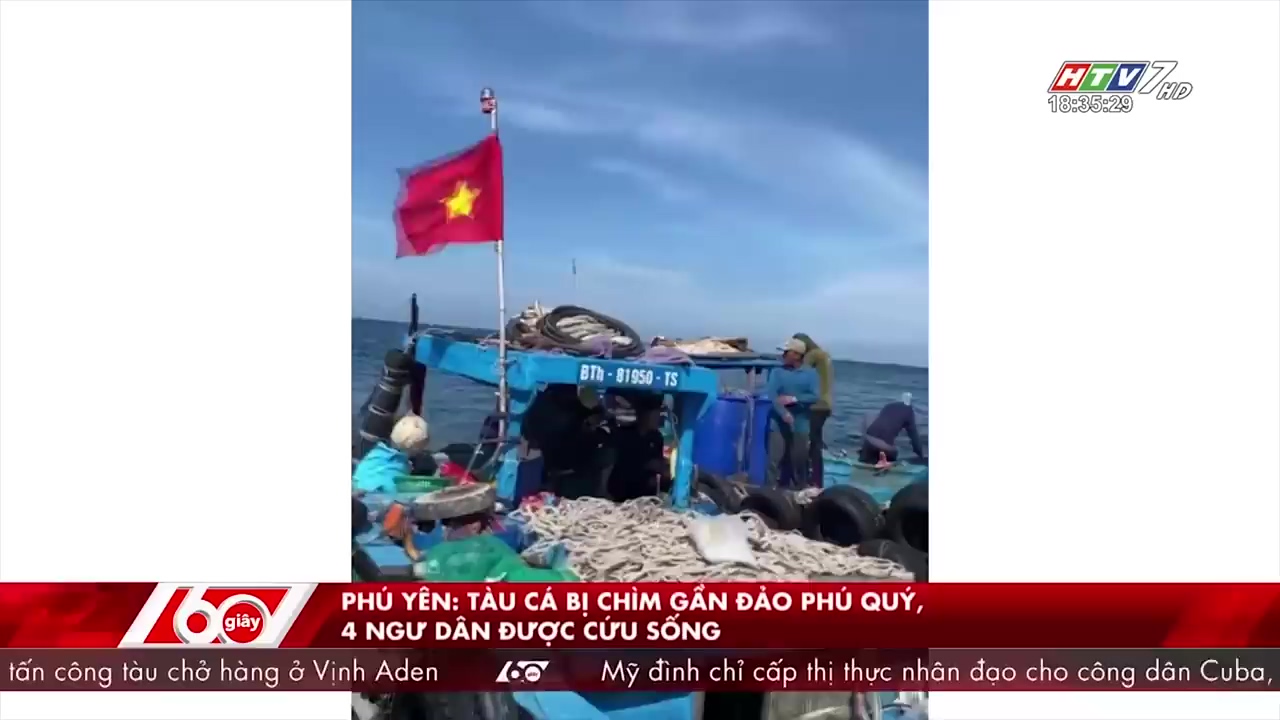 HTV7 HD
18:35:29
BTh - 81950 - TS
60 giây
PHÚ YÊN: TÀU CÁ BỊ CHÌM GẦN ĐẢO PHÚ QUÝ,
4 NGƯ DÂN ĐƯỢC CỨU SỐNG
tấn công tàu chở hàng ở Vịnh Aden 60 giây Mỹ đình chỉ cấp thị thực nhân đạo cho công dân Cuba,